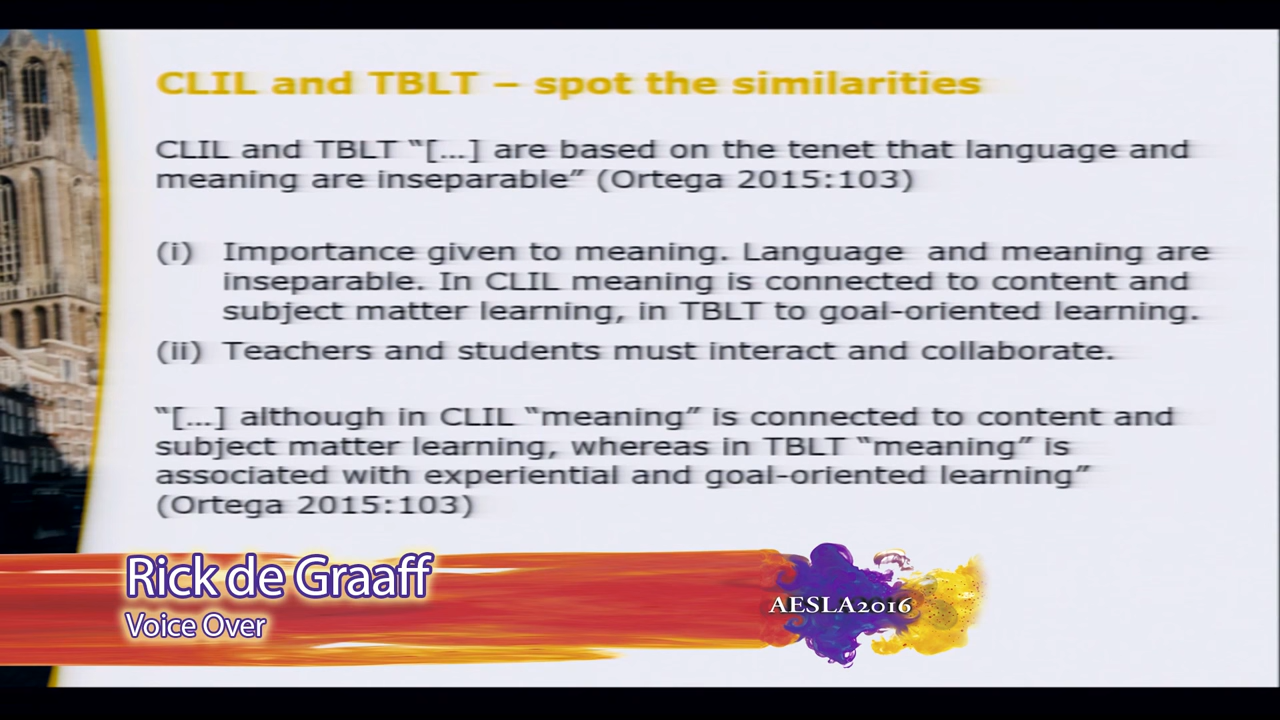 CLIL and TBLT – spot the similarities
CLIL and TBLT “[…] are based on the tenet that language and
meaning are inseparable” (Ortega 2015:103)
(i) Importance given to meaning. Language and meaning are
inseparable. In CLIL meaning is connected to content and
subject matter learning, in TBLT to goal-oriented learning.
(ii) Teachers and students must interact and collaborate.
“[…] although in CLIL “meaning” is connected to content and
subject matter learning, whereas in TBLT “meaning” is
associated with experiential and goal-oriented learning”
(Ortega 2015:103)
Rick de Graaff
Voice Over
AESLA2016